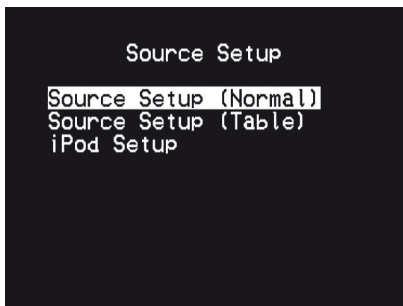 Source Setup
Source Setup (Normal)
Source Setup (Table)
iPod Setup